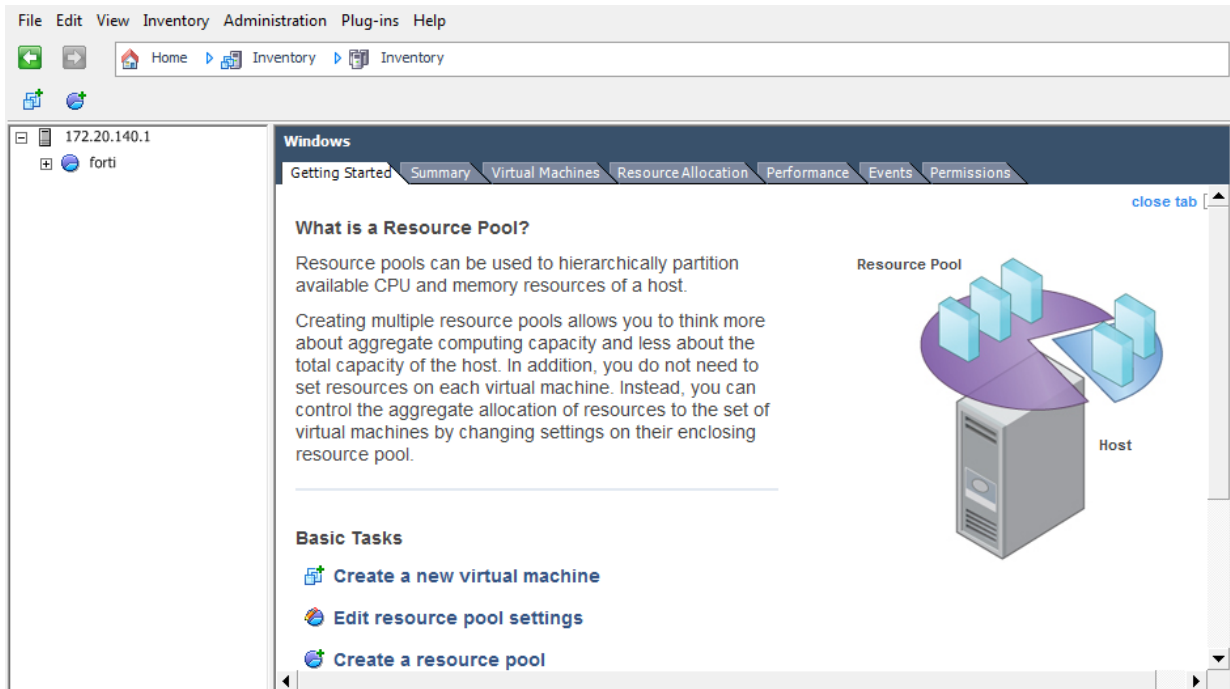 File Edit View Inventory Administration Plug-ins Help
Home Inventory Inventory
172.20.140.1
forti
Windows
Getting Started Summary Virtual Machines Resource Allocation Performance Events Permissions
close tab
What is a Resource Pool?
Resource pools can be used to hierarchically partition
available CPU and memory resources of a host.
Creating multiple resource pools allows you to think more
about aggregate computing capacity and less about the
total capacity of the host. In addition, you do not need to
set resources on each virtual machine. Instead, you can
control the aggregate allocation of resources to the set of
virtual machines by changing settings on their enclosing
resource pool.
Resource Pool
Host
Basic Tasks
Create a new virtual machine
Edit resource pool settings
Create a resource pool